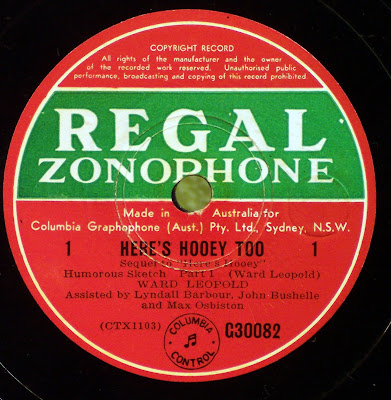 COPYRIGHT RECORD
All rights of the manufacturer and the owner
of the recorded work reserved. Unauthorised public
performance, broadcasting and copying of this record prohibited.
REGAL
ZONOPHONE
Made in Australia for
Columbia Graphophone (Aust.) Pty. Ltd., Sydney, N.S.W.
1 HERE'S HOOEY TOO 1
Sequel to "Here's Hooey"
Humorous Sketch Part 1 (Ward Leopold)
WARD LEOPOLD
Assisted by Lyndall Barbour, John Bushelle
and Max Osbiston
(CTX1103) COLUMBIA CONTROL G30082